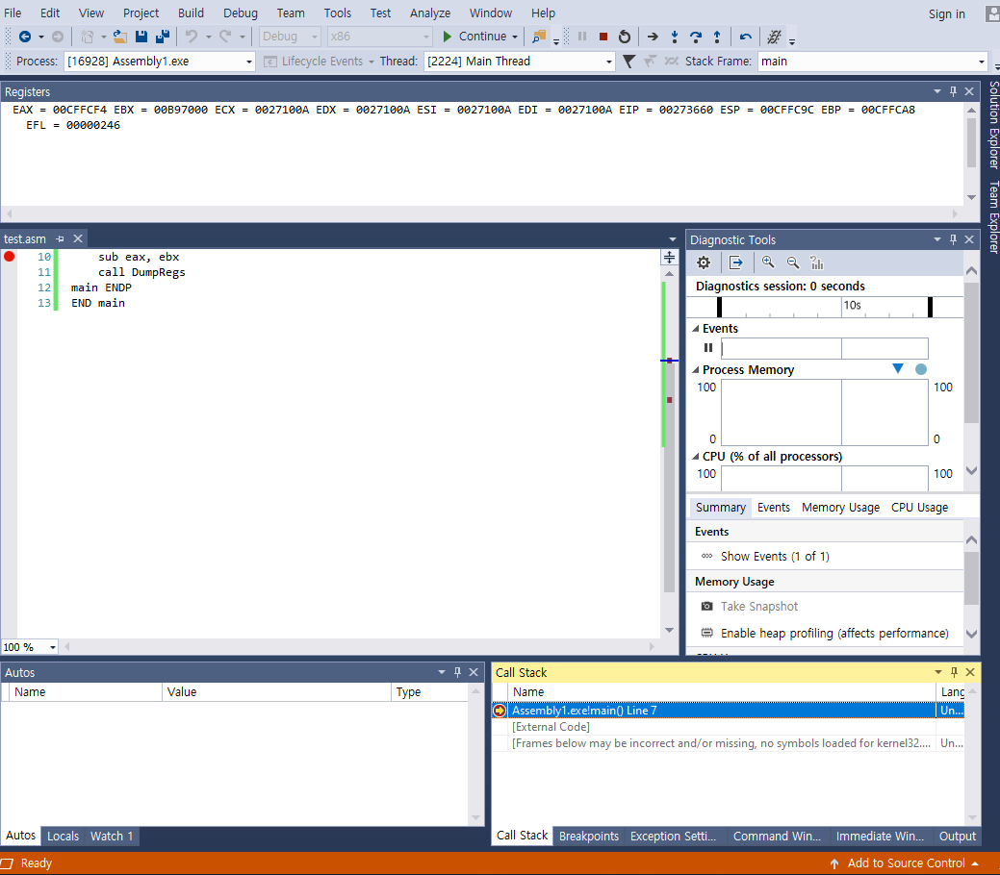 File Edit View Project Build Debug Team Tools Test Analyze Window Help Sign in
Debug x86 Continue
Process: [16928] Assembly1.exe Lifecycle Events Thread: [2224] Main Thread Stack Frame: main
Registers
EAX = 00CFFCF4 EBX = 00B97000 ECX = 0027100A EDX = 0027100A ESI = 0027100A EDI = 0027100A EIP = 00273660 ESP = 00CFFC9C EBP = 00CFFCA8
EFL = 00000246
Solution Explorer
Team Explorer
test.asm
10 sub eax, ebx
11 call DumpRegs
12 main ENDP
13 END main
100 %
Diagnostic Tools
Diagnostics session: 0 seconds
10s
Events
Process Memory
100 100
0 0
CPU (% of all processors)
100 100
Summary Events Memory Usage CPU Usage
Events
Show Events (1 of 1)
Memory Usage
Take Snapshot
Enable heap profiling (affects performance)
Autos
Name Value Type
Autos Locals Watch 1
Call Stack
Name Lang
Assembly1.exe!main() Line 7 Un...
[External Code]
[Frames below may be incorrect and/or missing, no symbols loaded for kernel32.... Un...
Call Stack Breakpoints Exception Setti... Command Win... Immediate Win... Output
Ready Add to Source Control